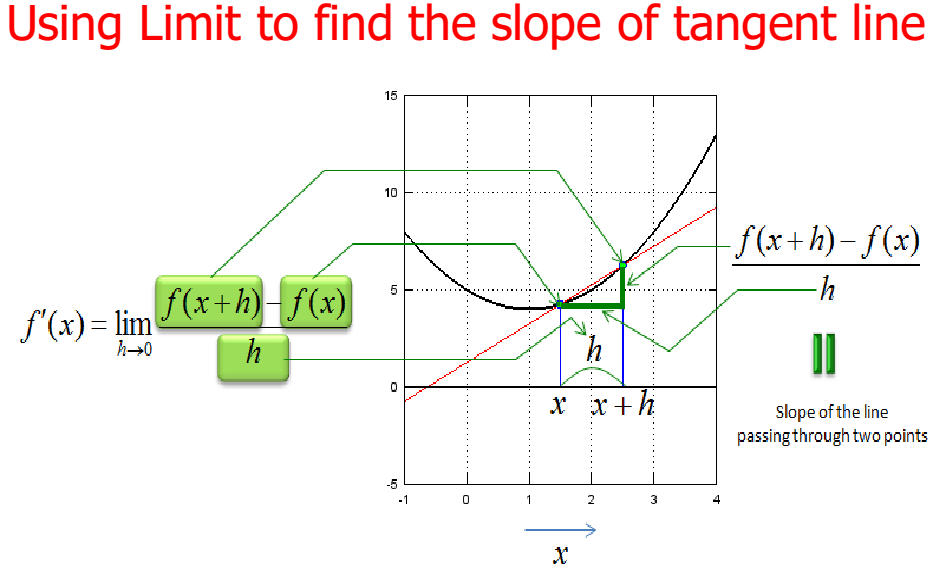 Using Limit to find the slope of tangent line
15
10
5
0
-5
-1 0 1 2 3 4
f′(x) = lim h→0 f(x+h) − f(x)
h
h
x x + h
x
f(x+h) − f(x)
h
Slope of the line
passing through two points